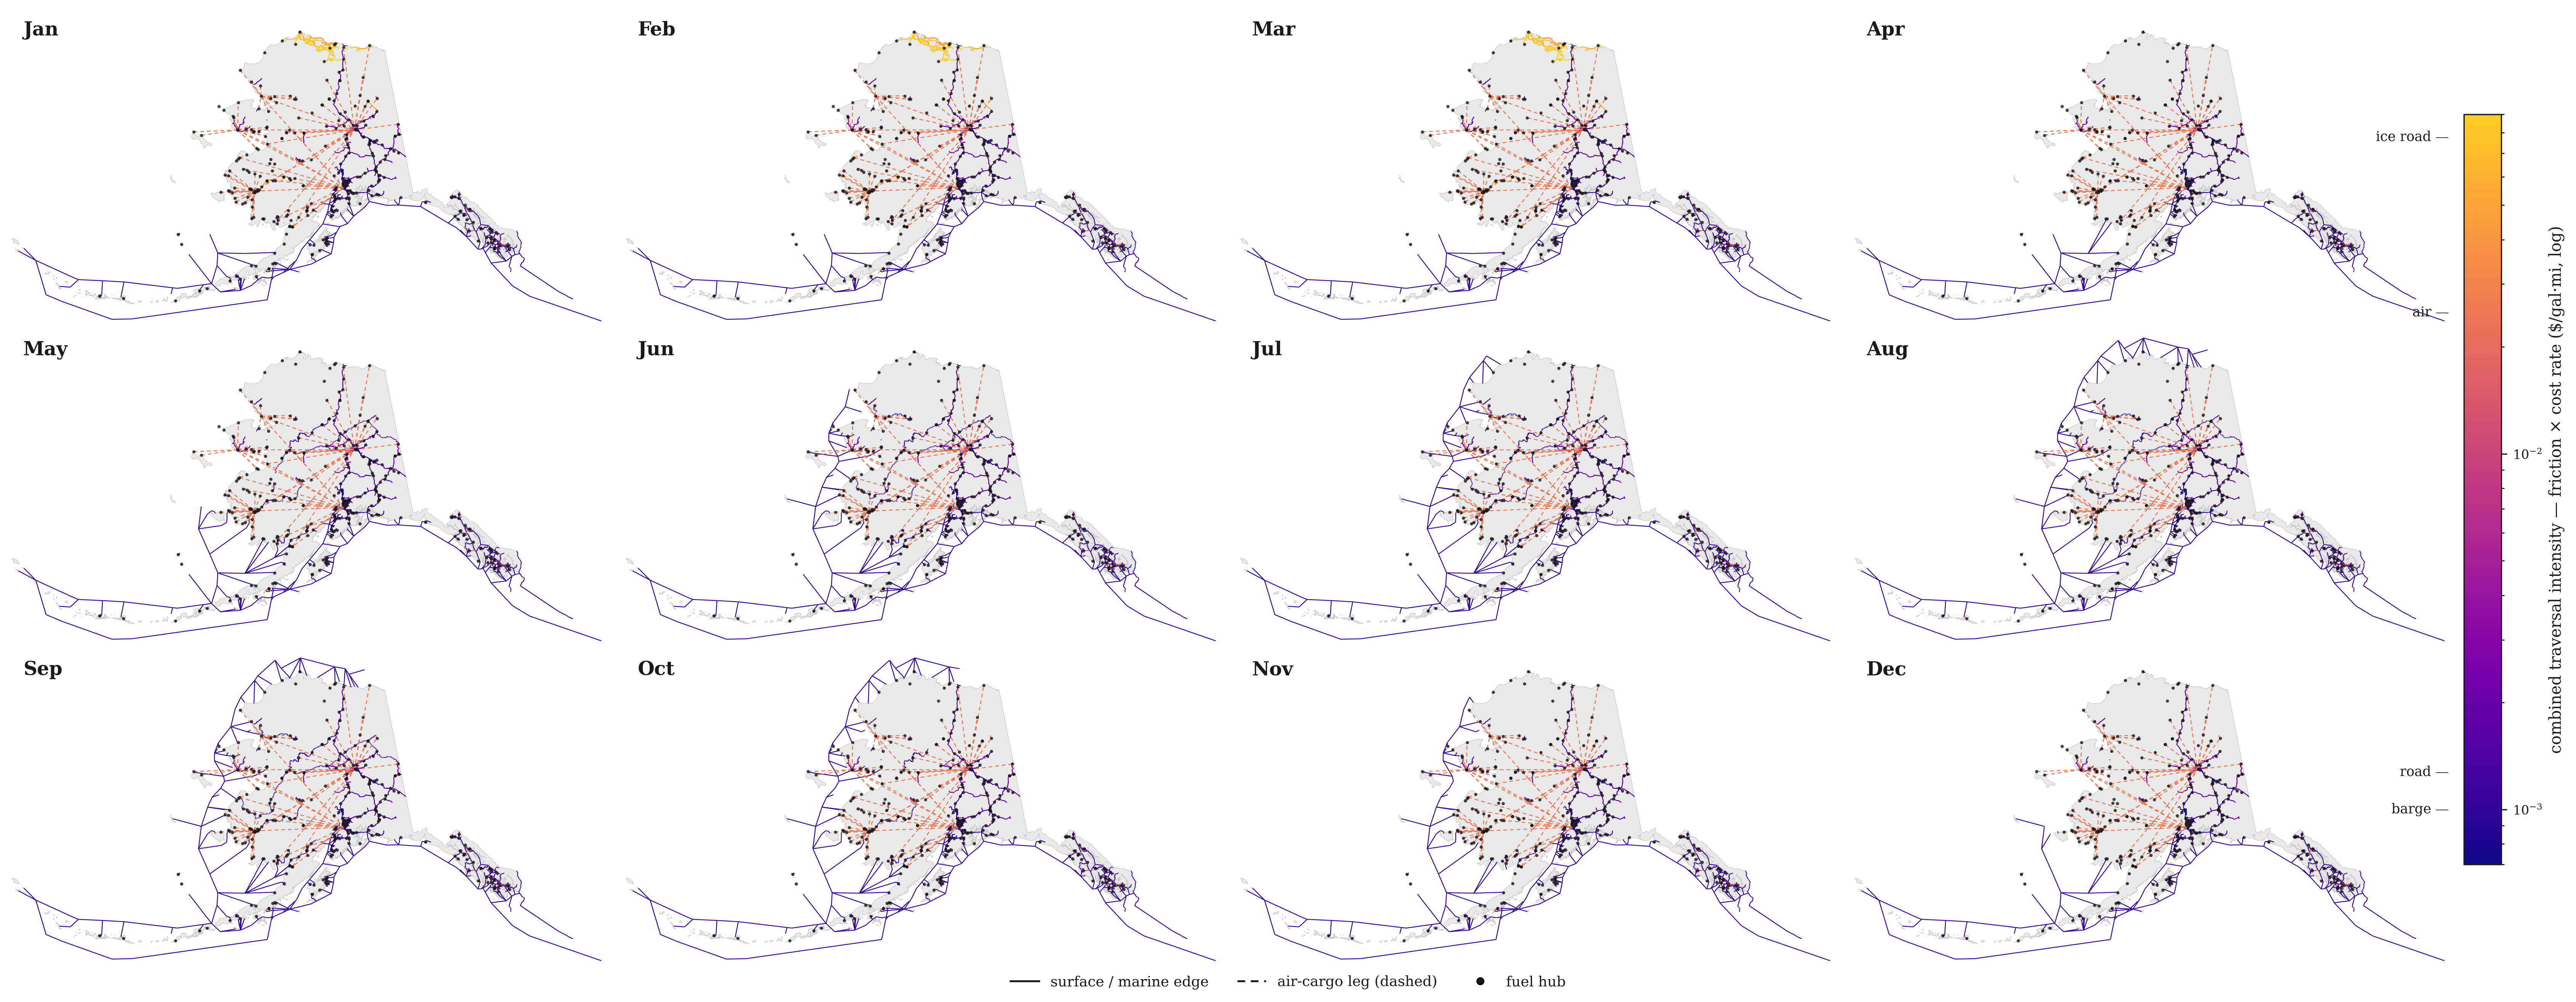 Jan
Feb
Mar
Apr
ice road —
air —
May
Jun
Jul
Aug
10⁻²
Sep
Oct
Nov
Dec
road —
barge —
10⁻³
combined traversal intensity — friction × cost rate ($/gal·mi, log)
surface / marine edge
air-cargo leg (dashed)
fuel hub